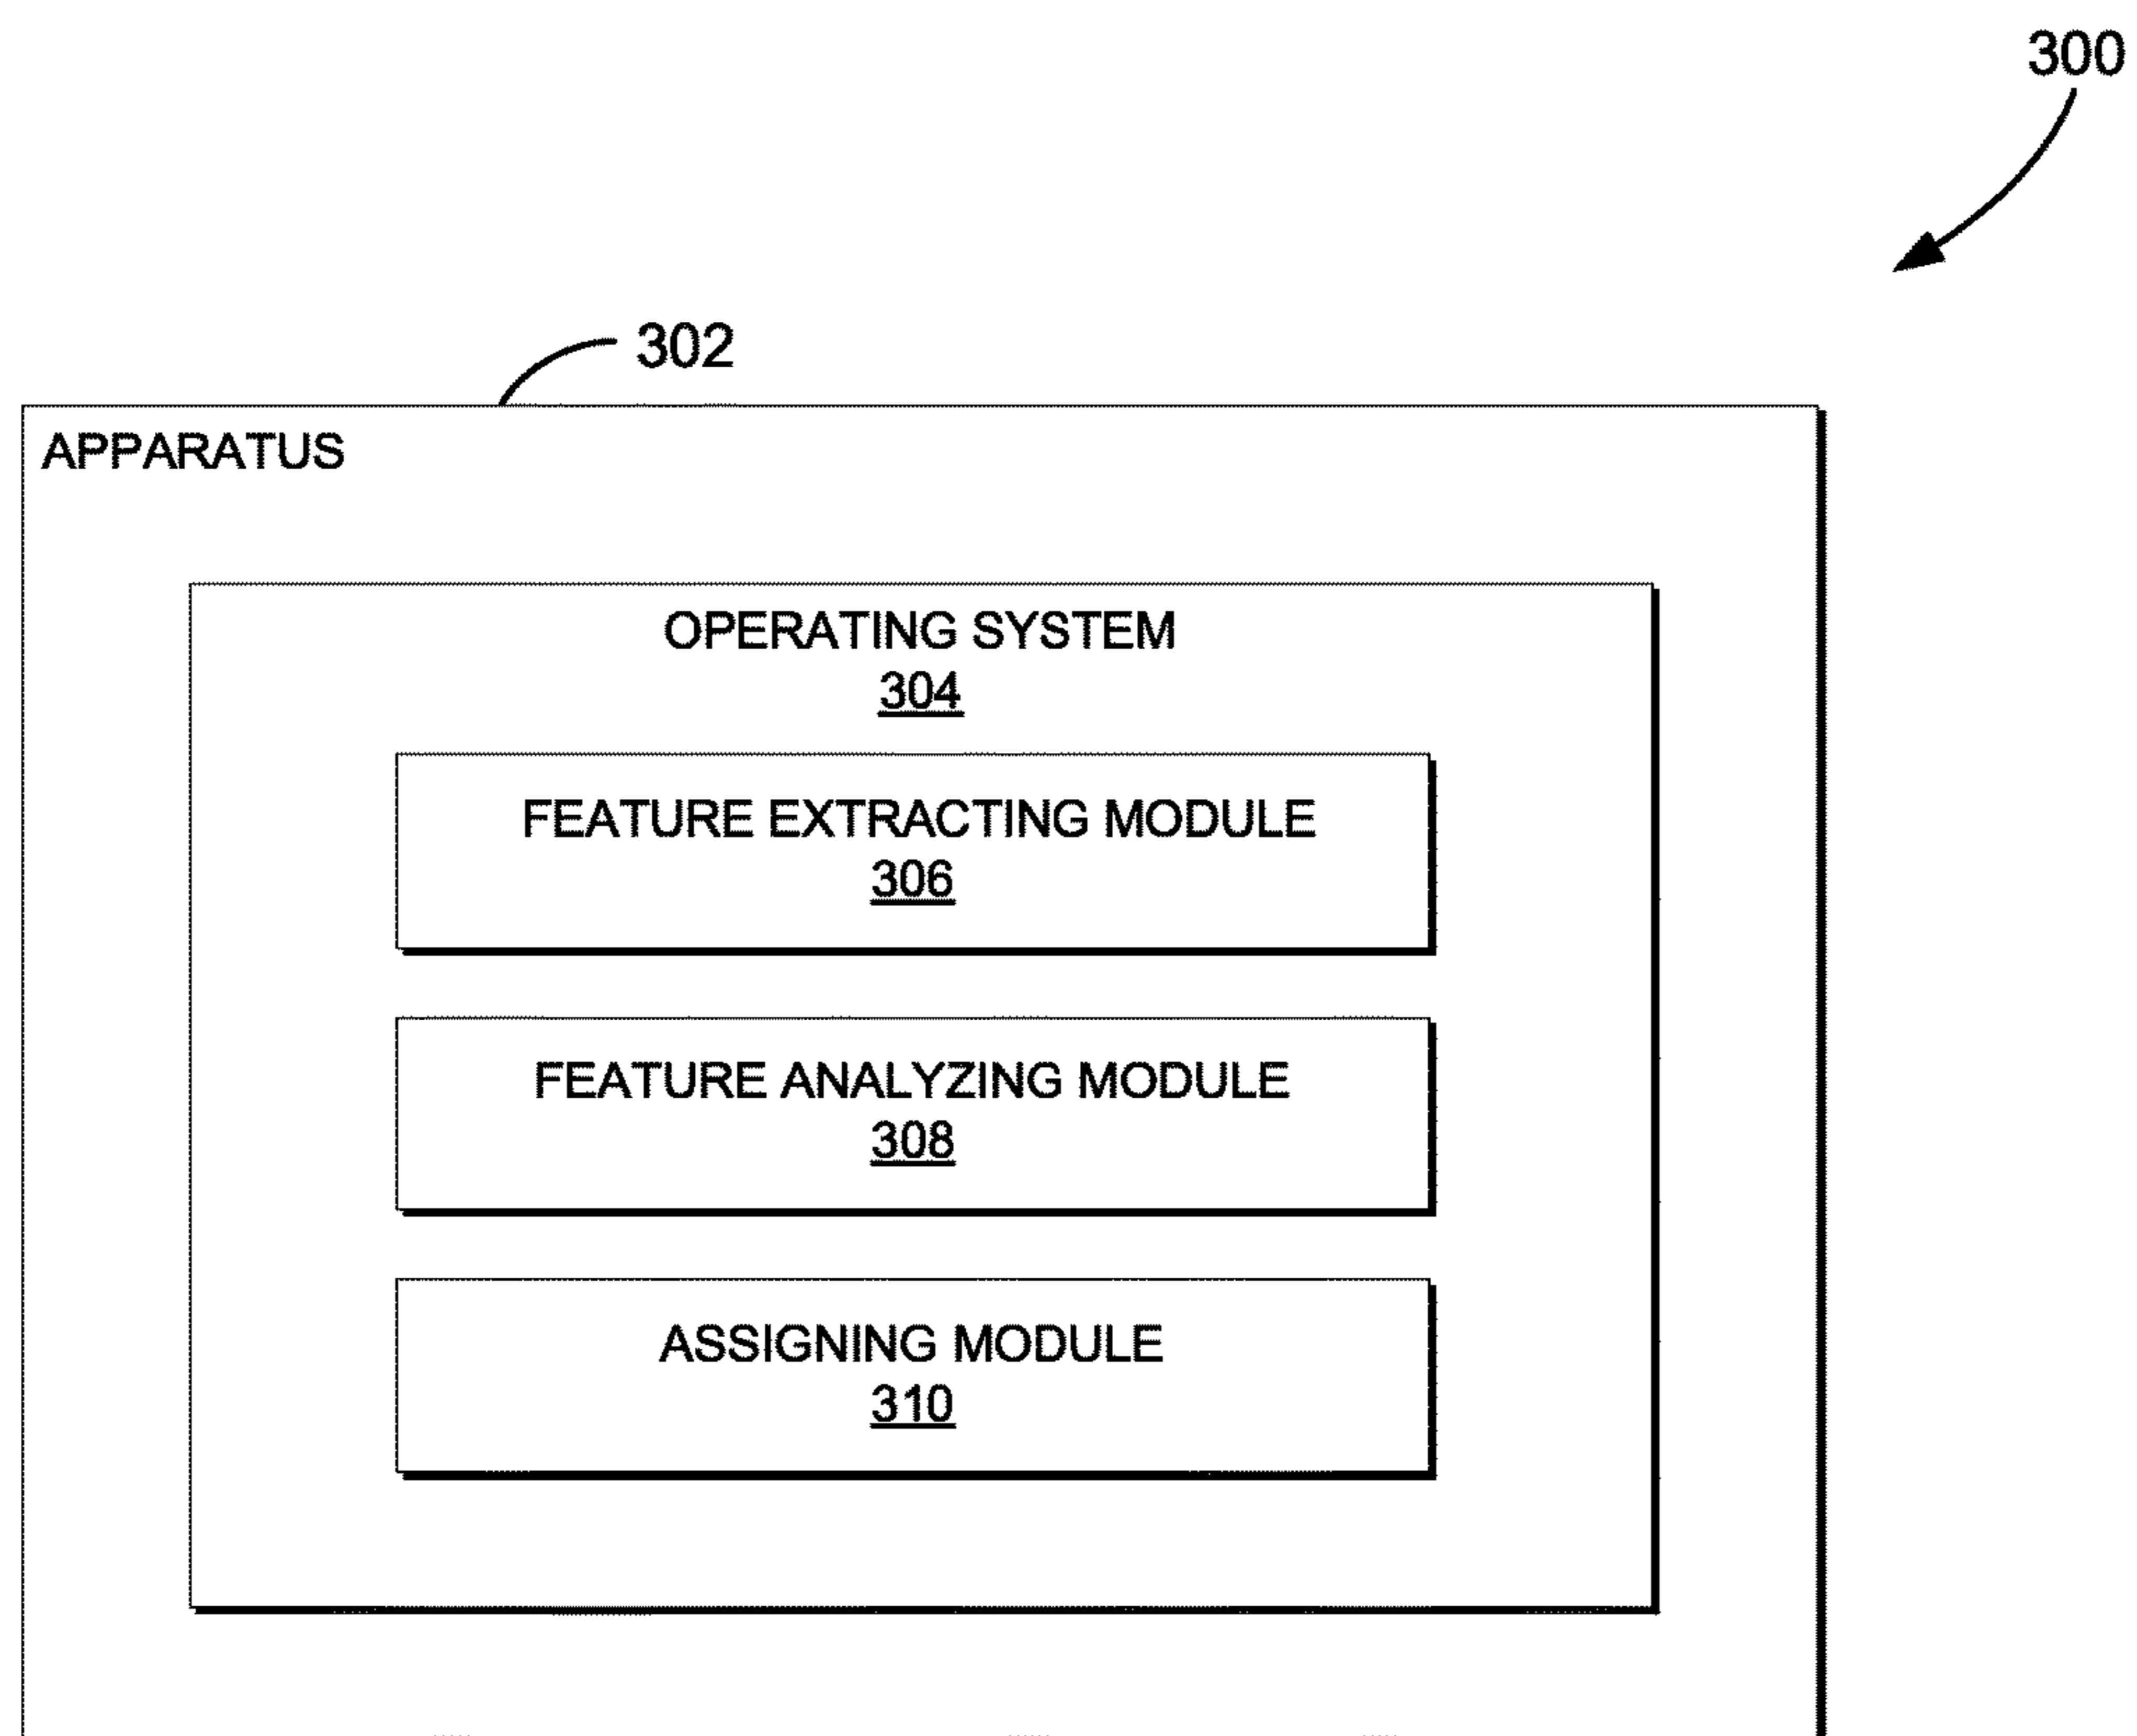 300
302
APPARATUS
OPERATING SYSTEM
304
FEATURE EXTRACTING MODULE
306
FEATURE ANALYZING MODULE
308
ASSIGNING MODULE
310